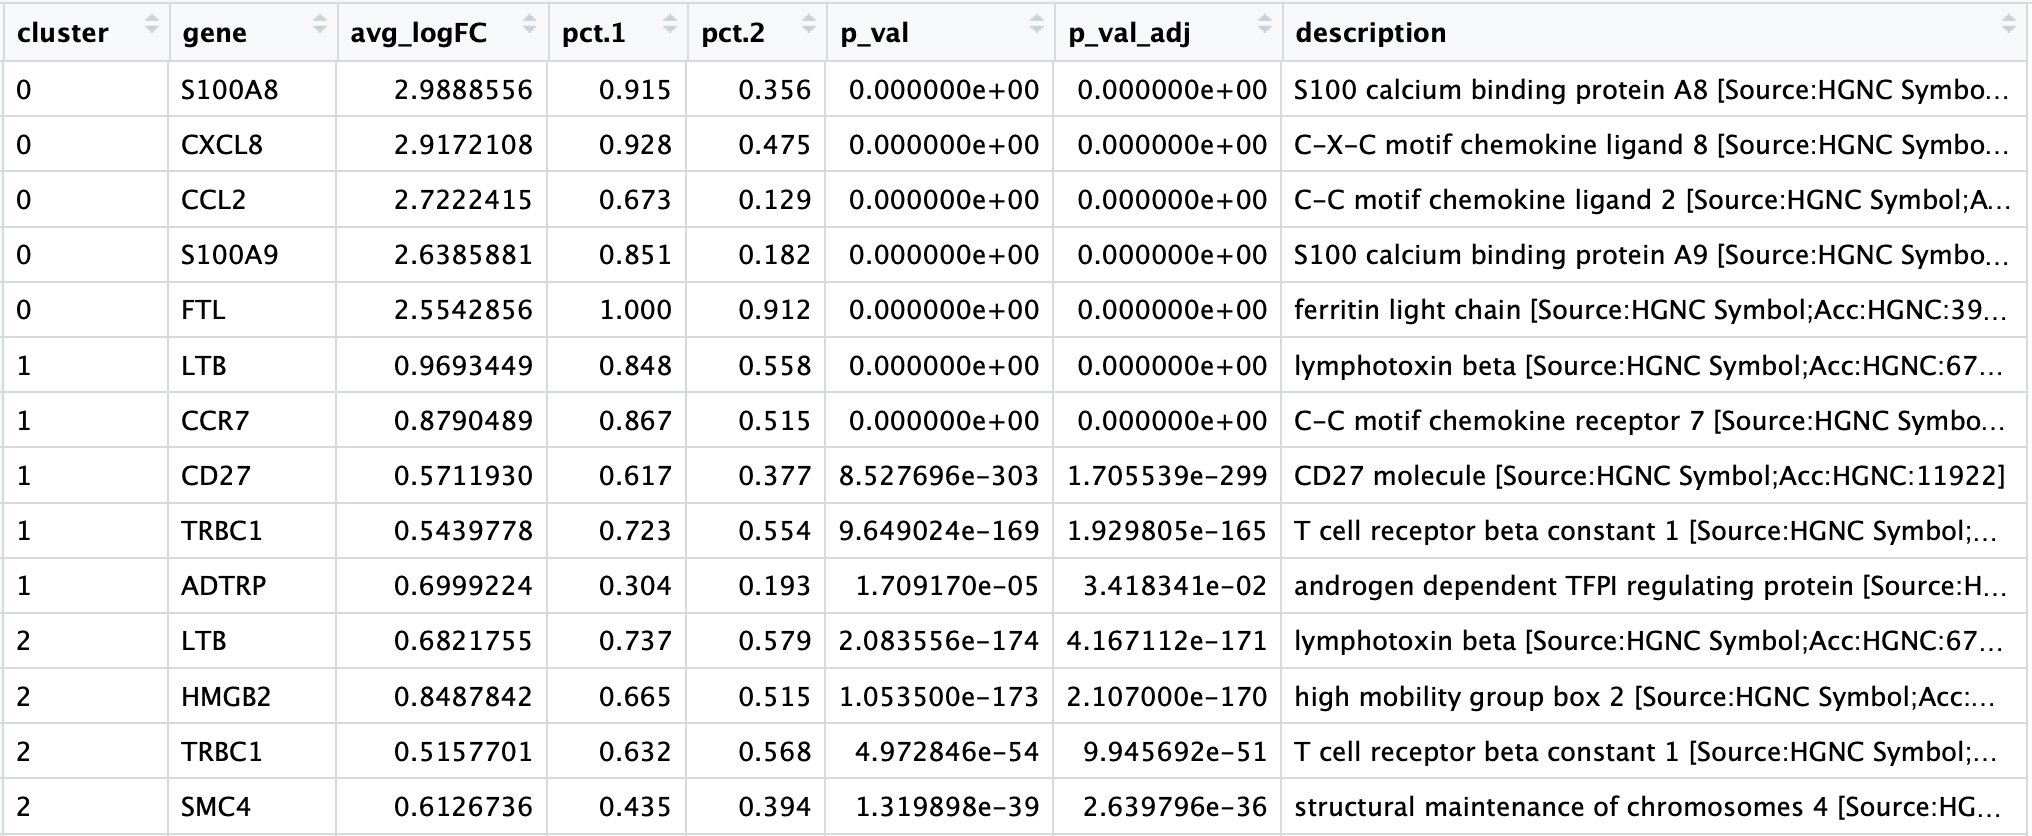 cluster gene avg_logFC pct.1 pct.2 p_val p_val_adj description
0 S100A8 2.9888556 0.915 0.356 0.000000e+00 0.000000e+00 S100 calcium binding protein A8 [Source:HGNC Symbo...
0 CXCL8 2.9172108 0.928 0.475 0.000000e+00 0.000000e+00 C-X-C motif chemokine ligand 8 [Source:HGNC Symbo...
0 CCL2 2.7222415 0.673 0.129 0.000000e+00 0.000000e+00 C-C motif chemokine ligand 2 [Source:HGNC Symbol;A...
0 S100A9 2.6385881 0.851 0.182 0.000000e+00 0.000000e+00 S100 calcium binding protein A9 [Source:HGNC Symbo...
0 FTL 2.5542856 1.000 0.912 0.000000e+00 0.000000e+00 ferritin light chain [Source:HGNC Symbol;Acc:HGNC:39...
1 LTB 0.9693449 0.848 0.558 0.000000e+00 0.000000e+00 lymphotoxin beta [Source:HGNC Symbol;Acc:HGNC:67...
1 CCR7 0.8790489 0.867 0.515 0.000000e+00 0.000000e+00 C-C motif chemokine receptor 7 [Source:HGNC Symbo...
1 CD27 0.5711930 0.617 0.377 8.527696e-303 1.705539e-299 CD27 molecule [Source:HGNC Symbol;Acc:HGNC:11922]
1 TRBC1 0.5439778 0.723 0.554 9.649024e-169 1.929805e-165 T cell receptor beta constant 1 [Source:HGNC Symbol;...
1 ADTRP 0.6999224 0.304 0.193 1.709170e-05 3.418341e-02 androgen dependent TFPI regulating protein [Source:H...
2 LTB 0.6821755 0.737 0.579 2.083556e-174 4.167112e-171 lymphotoxin beta [Source:HGNC Symbol;Acc:HGNC:67...
2 HMGB2 0.8487842 0.665 0.515 1.053500e-173 2.107000e-170 high mobility group box 2 [Source:HGNC Symbol;Acc:...
2 TRBC1 0.5157701 0.632 0.568 4.972846e-54 9.945692e-51 T cell receptor beta constant 1 [Source:HGNC Symbol;...
2 SMC4 0.6126736 0.435 0.394 1.319898e-39 2.639796e-36 structural maintenance of chromosomes 4 [Source:HG...